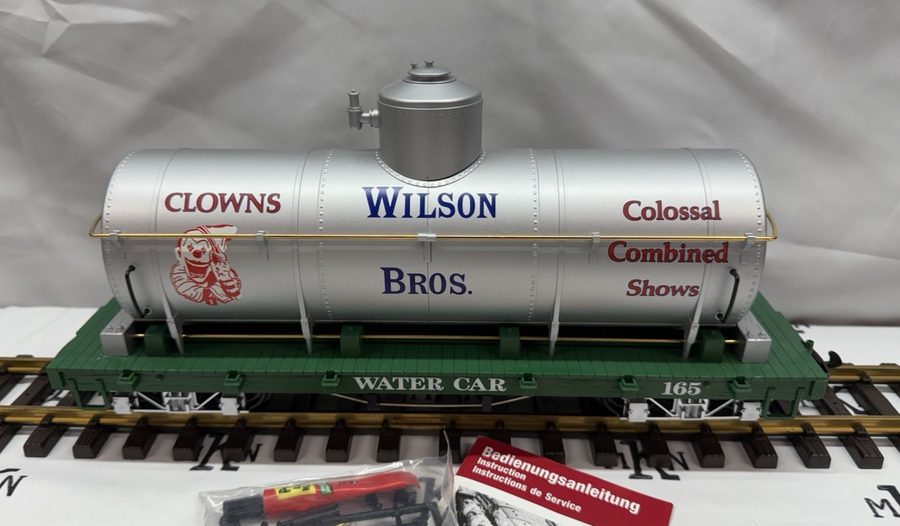 CLOWNS
WILSON
BROS.
Colossal
Combined
Shows
WATER CAR
165
Bedienungsanleitung
Instruction
Instructions de Service